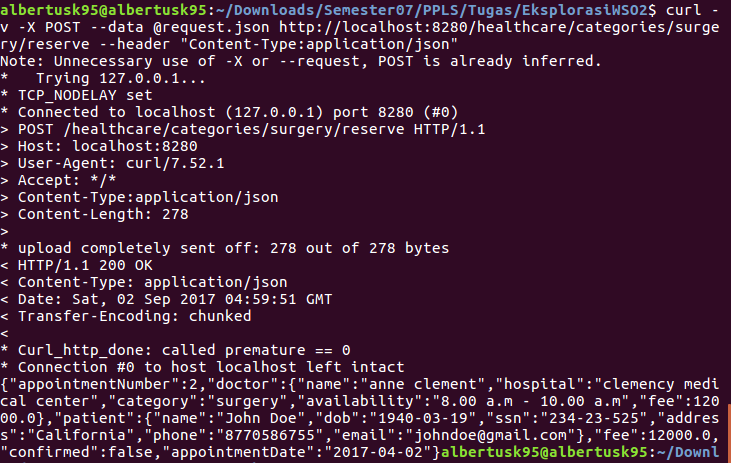 albertusk95@albertusk95:~/Downloads/Semester07/PPLS/Tugas/EksplorasiWSO2$ curl -
v -X POST --data @request.json http://localhost:8280/healthcare/categories/surge
ry/reserve --header "Content-Type:application/json"
Note: Unnecessary use of -X or --request, POST is already inferred.
*   Trying 127.0.0.1...
* TCP_NODELAY set
* Connected to localhost (127.0.0.1) port 8280 (#0)
> POST /healthcare/categories/surgery/reserve HTTP/1.1
> Host: localhost:8280
> User-Agent: curl/7.52.1
> Accept: */*
> Content-Type:application/json
> Content-Length: 278
>
* upload completely sent off: 278 out of 278 bytes
< HTTP/1.1 200 OK
< Content-Type: application/json
< Date: Sat, 02 Sep 2017 04:59:51 GMT
< Transfer-Encoding: chunked
<
* Curl_http_done: called premature == 0
* Connection #0 to host localhost left intact
{"appointmentNumber":2,"doctor":{"name":"anne clement","hospital":"clemency medi
cal center","category":"surgery","availability":"8.00 a.m - 10.00 a.m","fee":120
00.0},"patient":{"name":"John Doe","dob":"1940-03-19","ssn":"234-23-525","addres
s":"California","phone":"8770586755","email":"johndoe@gmail.com"},"fee":12000.0,
"confirmed":false,"appointmentDate":"2017-04-02"}albertusk95@albertusk95:~/Downl